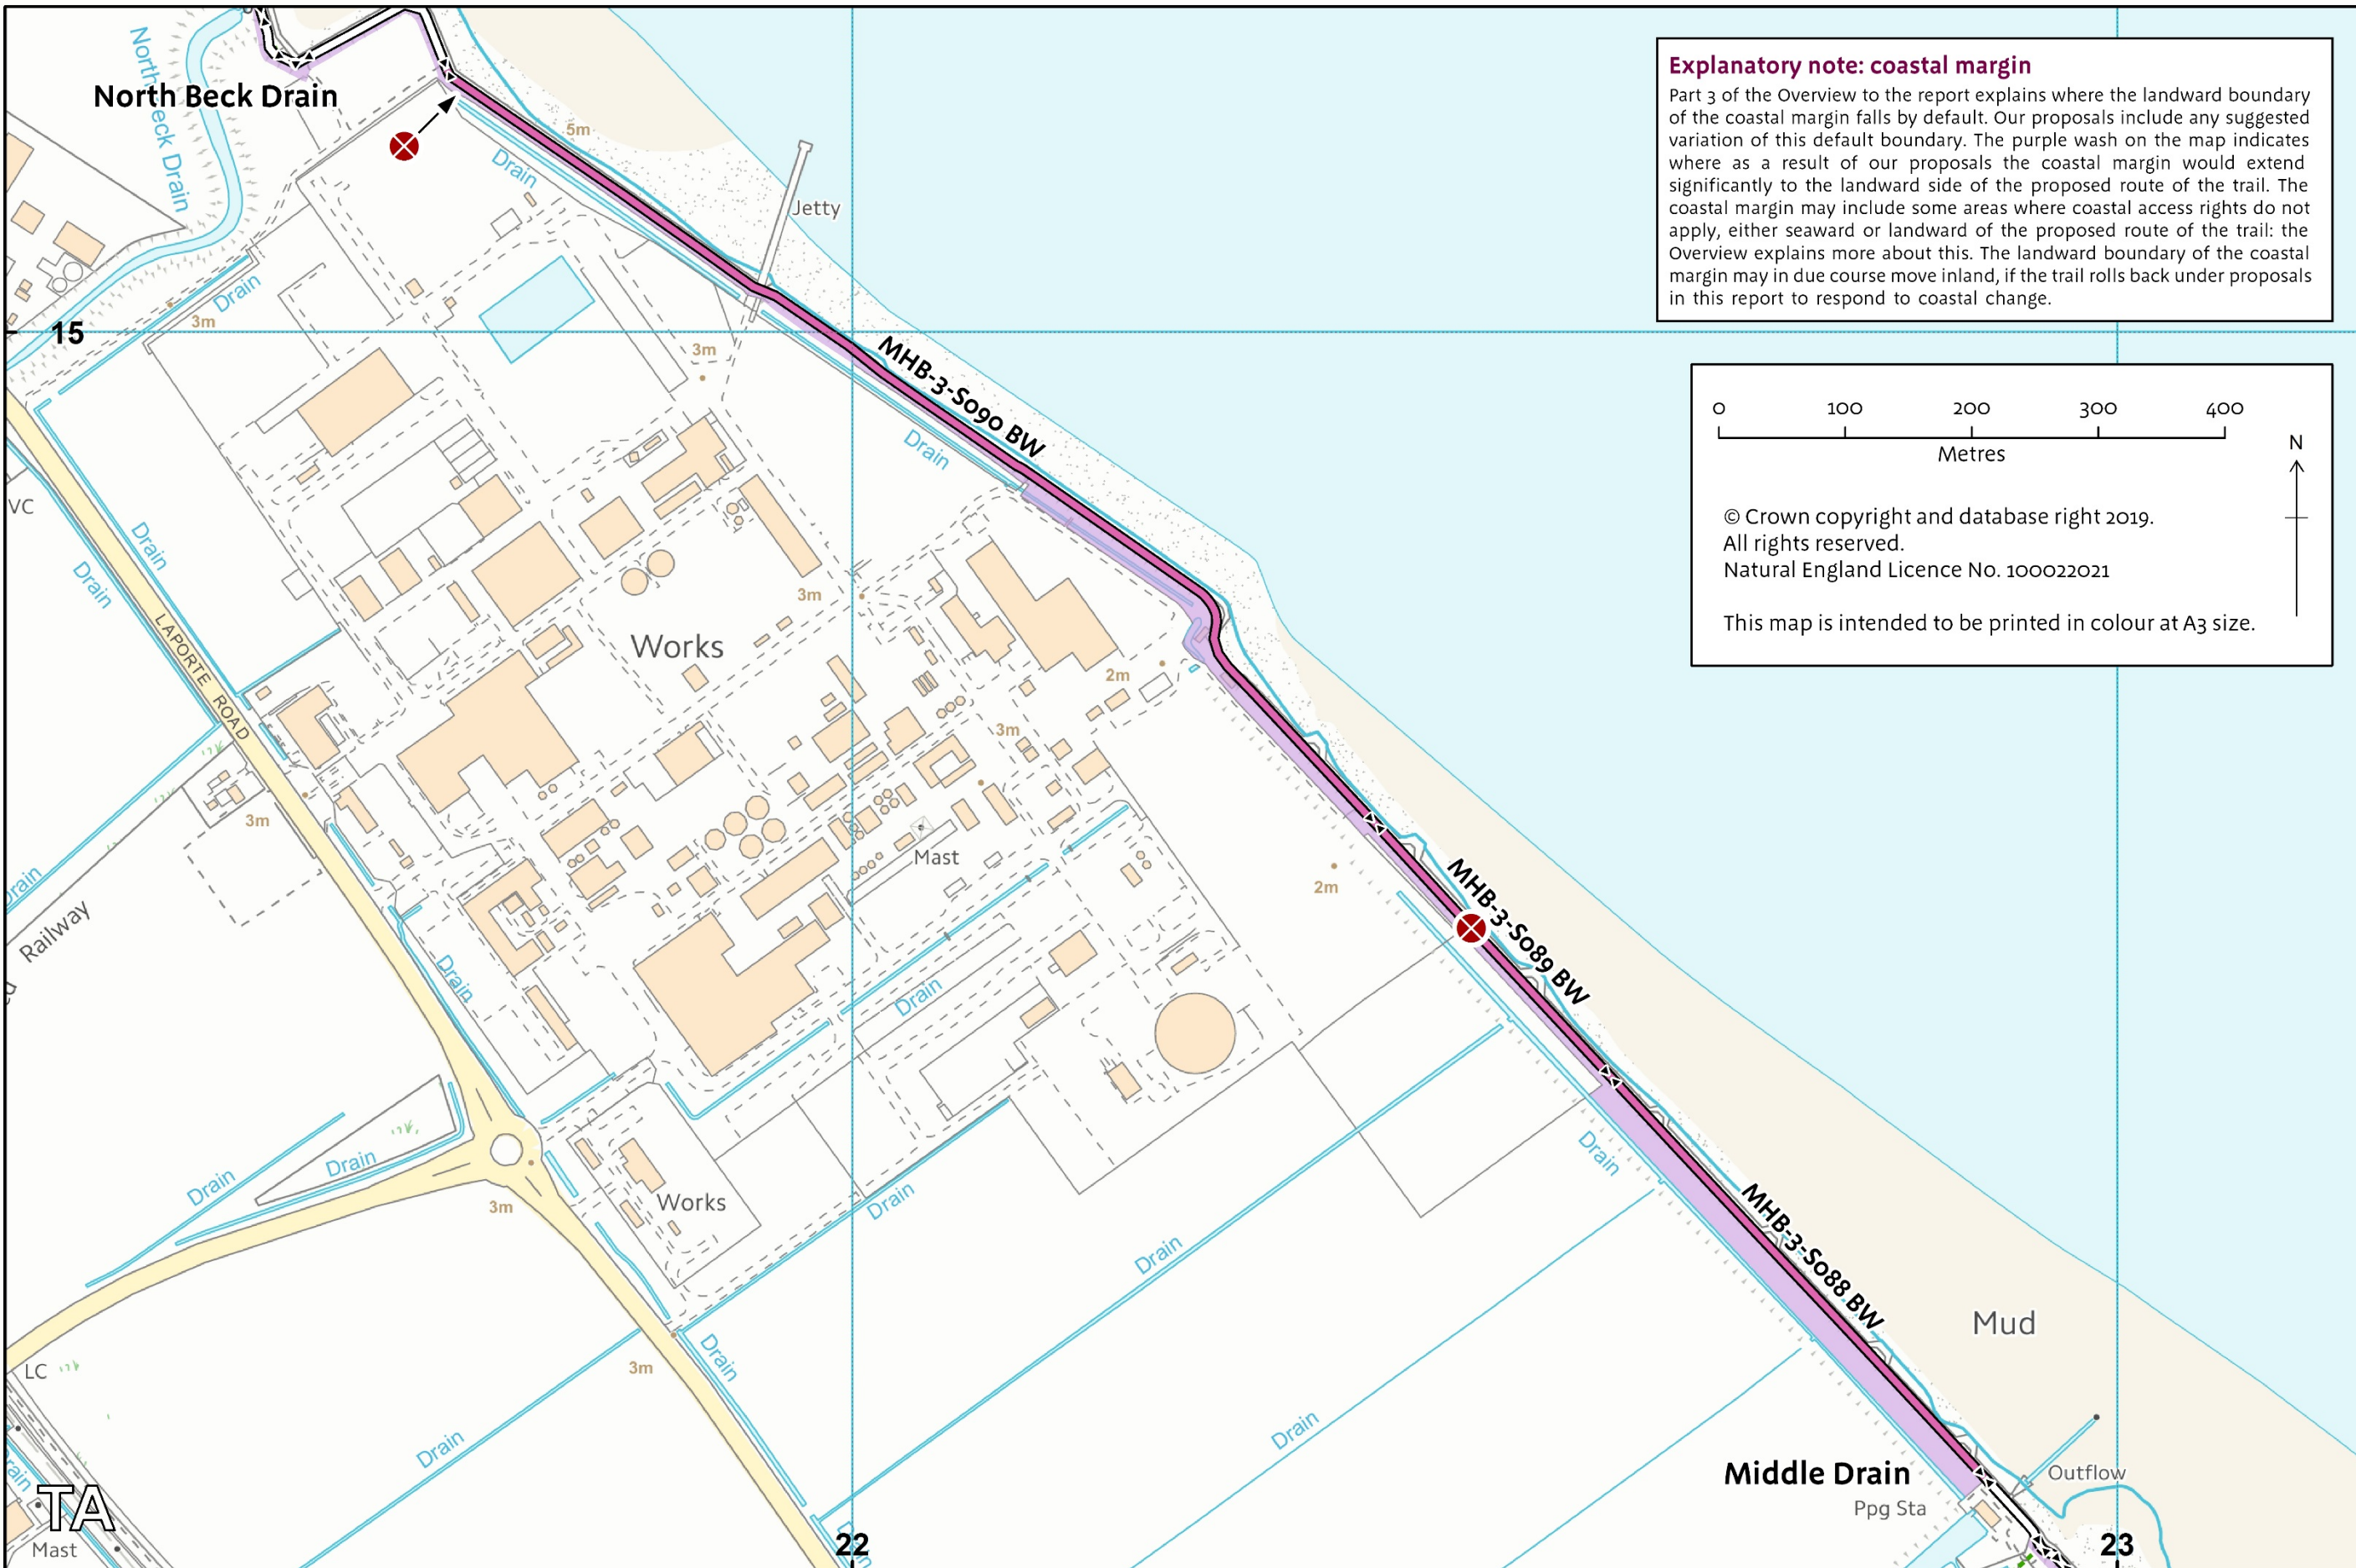 North Beck Drain
North Beck Drain
5m
Drain
Jetty
Drain
3m
15
3m
MHB-3-S090 BW
Drain
VC
Drain
Drain
LAPORTE ROAD
3m
Works
2m
3m
3m
Mast
2m
MHB-3-S089 BW
Drain
Railway
Drain
Drain
Drain
Drain
Drain
3m
Works
Drain
Drain
MHB-3-S088 BW
Mud
LC
3m
Drain
Drain
Drain
Drain
Middle Drain
Outflow
Ppg Sta
TA
Mast
22
23
Explanatory note: coastal margin
Part 3 of the Overview to the report explains where the landward boundary
of the coastal margin falls by default. Our proposals include any suggested
variation of this default boundary. The purple wash on the map indicates
where as a result of our proposals the coastal margin would extend
significantly to the landward side of the proposed route of the trail. The
coastal margin may include some areas where coastal access rights do not
apply, either seaward or landward of the proposed route of the trail: the
Overview explains more about this. The landward boundary of the coastal
margin may in due course move inland, if the trail rolls back under proposals
in this report to respond to coastal change.
0 100 200 300 400
Metres
N
© Crown copyright and database right 2019.
All rights reserved.
Natural England Licence No. 100022021
This map is intended to be printed in colour at A3 size.